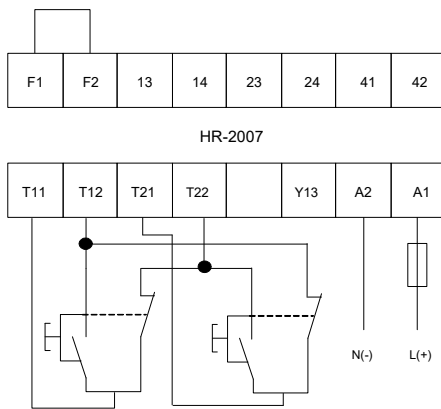 F1 F2 13 14 23 24 41 42
HR-2007
T11 T12 T21 T22 Y13 A2 A1
N(-) L(+)